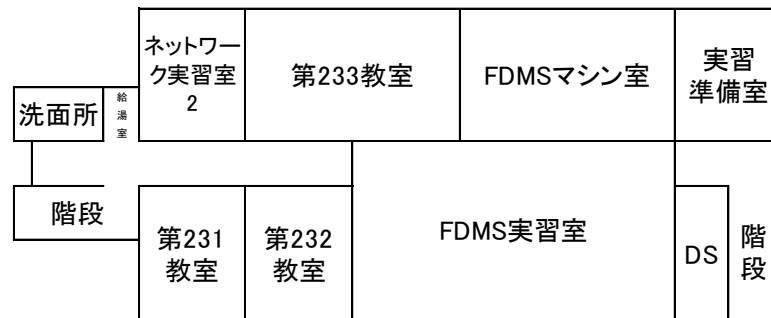 ネットワー
ク実習室
2
第233教室
FDMSマシン室
実習
準備室
洗面所
給
湯
室
階段
第231
教室
第232
教室
FDMS実習室
DS
階
段